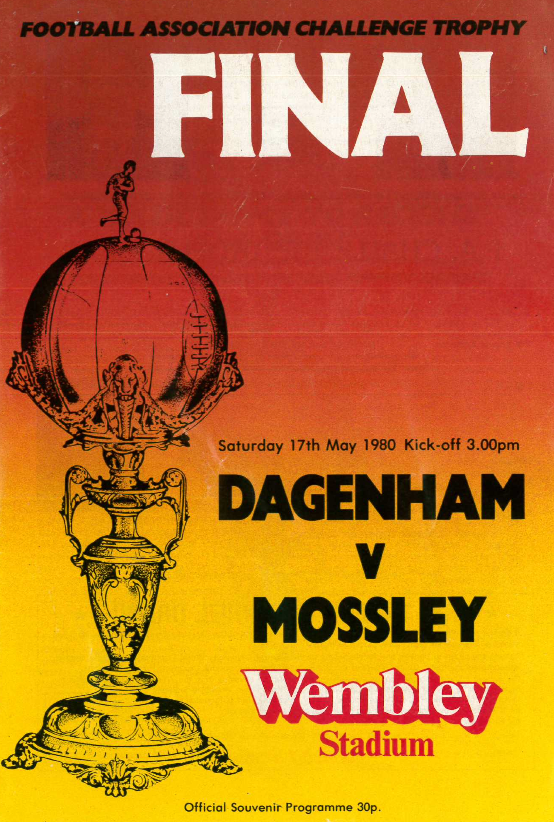 FOOTBALL ASSOCIATION CHALLENGE TROPHY
FINAL
Saturday 17th May 1980 Kick-off 3.00pm
DAGENHAM
V
MOSSLEY
Wembley
Stadium
Official Souvenir Programme 30p.